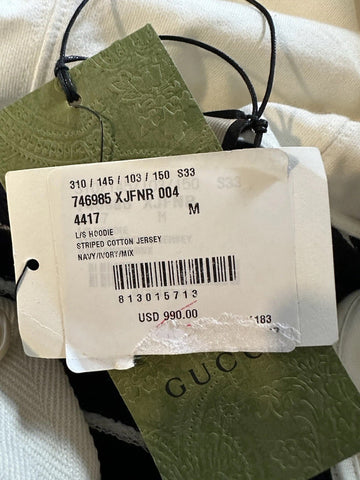 310 / 145 / 103 / 150 S33
746985 XJFNR 004
4417 M
L/S HOODIE
STRIPED COTTON JERSEY
NAVY/IVORY/MIX
813015713
USD 990.00
183
GUCCI